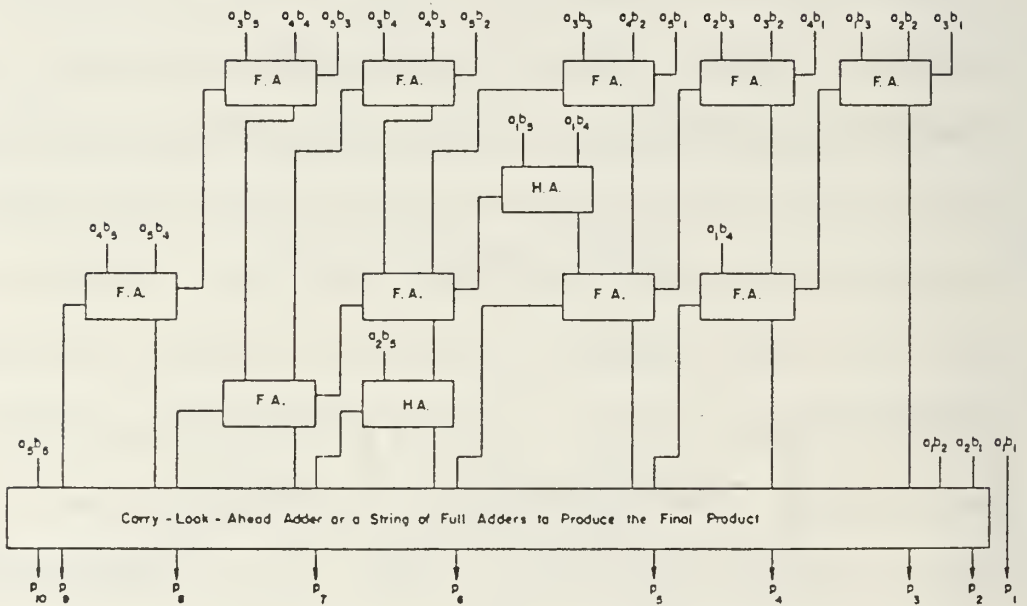 a₃b₅ a₄b₄ a₅b₃ a₃b₄ a₄b₃ a₅b₂ a₃b₃ a₄b₂ a₅b₁ a₂b₃ a₃b₂ a₄b₁ a₁b₃ a₂b₂ a₃b₁
F. A F. A. F. A. F. A. F. A.
a₁b₅ a₁b₄
H. A.
a₄b₅ a₅b₄ a₁b₄
F. A. F. A. F. A. F. A.
a₂b₅
F. A. H A.
a₅b₅ a₁b₂ a₂b₁ a₁b₁
Carry - Look - Ahead Adder or a String of Full Adders to Produce the Final Product
P₁₀ P₉ P₈ P₇ P₆ P₅ P₄ P₃ P₂ P₁